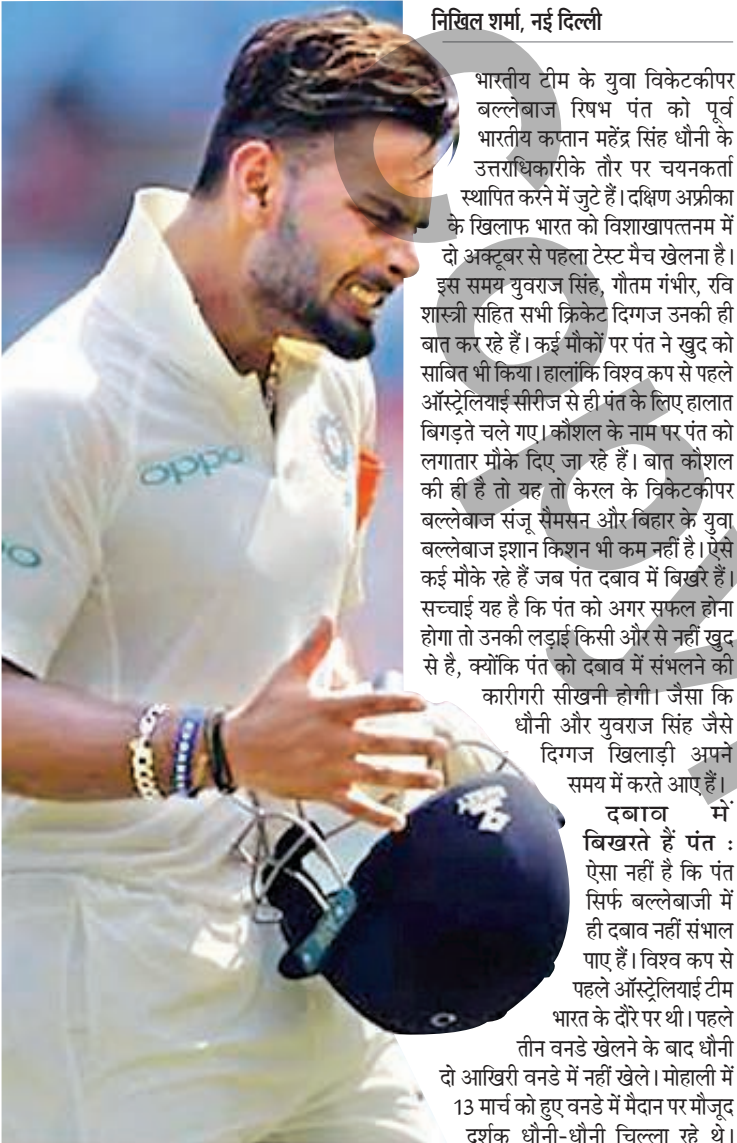 निखिल शर्मा, नई दिल्ली
भारतीय टीम के युवा विकेटकीपर
बल्लेबाज रिषभ पंत को पूर्व
भारतीय कप्तान महेंद्र सिंह धौनी के
उत्तराधिकारीके तौर पर चयनकर्ता
स्थापित करने में जुटे हैं। दक्षिण अफ्रीका
के खिलाफ भारत को विशाखापत्तनम में
दो अक्टूबर से पहला टेस्ट मैच खेलना है।
इस समय युवराज सिंह, गौतम गंभीर, रवि
शास्त्री सहित सभी क्रिकेट दिग्गज उनकी ही
बात कर रहे हैं। कई मौकों पर पंत ने खुद को
साबित भी किया। हालांकि विश्व कप से पहले
ऑस्ट्रेलियाई सीरीज से ही पंत के लिए हालात
बिगड़ते चले गए। कौशल के नाम पर पंत को
लगातार मौके दिए जा रहे हैं। बात कौशल
की ही है तो यह तो केरल के विकेटकीपर
बल्लेबाज संजू सैमसन और बिहार के युवा
बल्लेबाज इशान किशन भी कम नहीं है। ऐसे
कई मौके रहे हैं जब पंत दबाव में बिखरे हैं।
सच्चाई यह है कि पंत को अगर सफल होना
होगा तो उनकी लड़ाई किसी और से नहीं खुद
से है, क्योंकि पंत को दबाव में संभलने की
कारीगरी सीखनी होगी। जैसा कि
धौनी और युवराज सिंह जैसे
दिग्गज खिलाड़ी अपने
समय में करते आए हैं।
दबाव में
बिखरते हैं पंत :
ऐसा नहीं है कि पंत
सिर्फ बल्लेबाजी में
ही दबाव नहीं संभाल
पाए हैं। विश्व कप से
पहले ऑस्ट्रेलियाई टीम
भारत के दौरे पर थी। पहले
तीन वनडे खेलने के बाद धौनी
दो आखिरी वनडे में नहीं खेले। मोहाली में
13 मार्च को हुए वनडे में मैदान पर मौजूद
दर्शक धौनी-धौनी चिल्ला रहे थे।
oppo
Copy